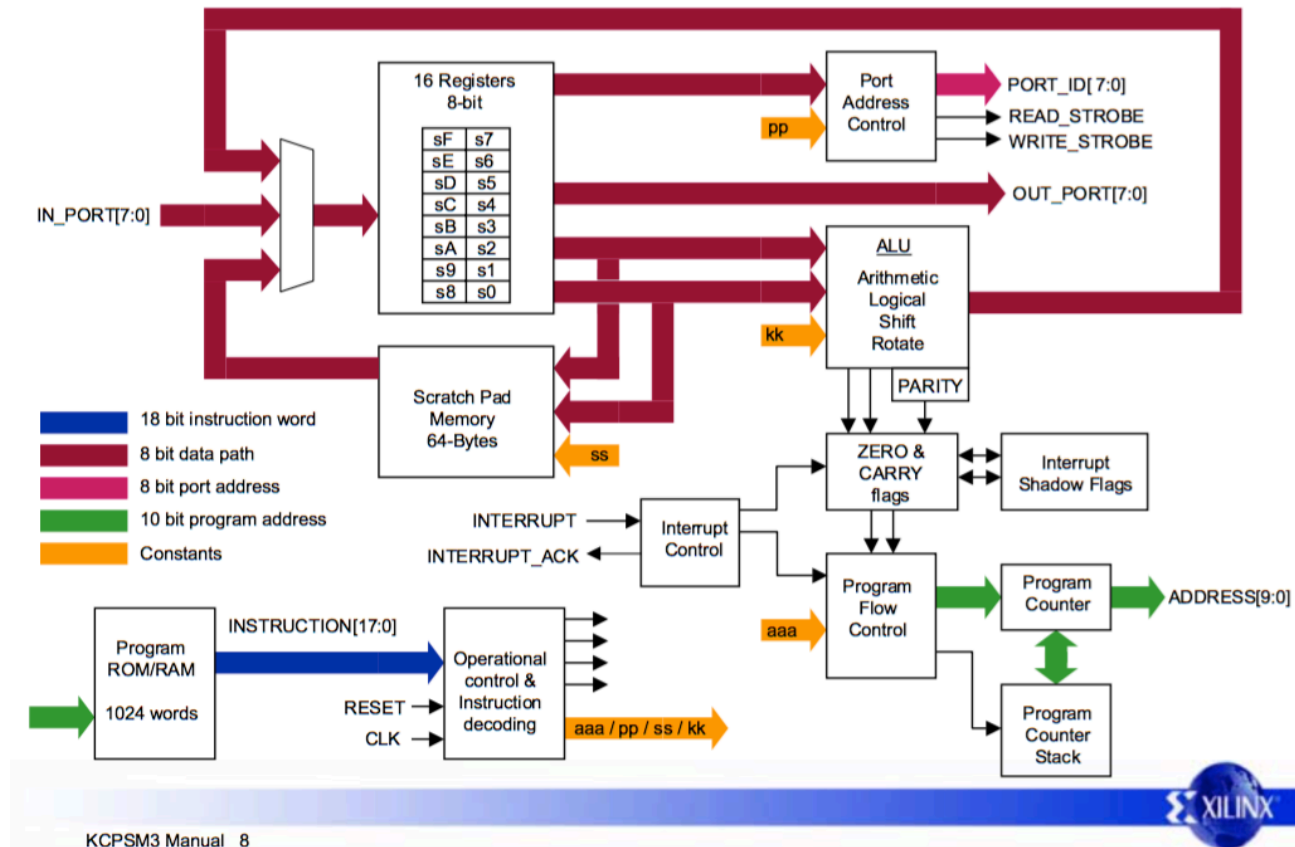 16 Registers
8-bit
sF s7
sE s6
sD s5
sC s4
sB s3
sA s2
s9 s1
s8 s0
IN_PORT[7:0]
Port
Address
Control
pp
PORT_ID[ 7:0]
READ_STROBE
WRITE_STROBE
OUT_PORT[7:0]
ALU
Arithmetic
Logical
Shift
Rotate
kk
PARITY
Scratch Pad
Memory
64-Bytes
ss
18 bit instruction word
8 bit data path
8 bit port address
10 bit program address
Constants
ZERO &
CARRY
flags
Interrupt
Shadow Flags
INTERRUPT
INTERRUPT_ACK
Interrupt
Control
Program
Flow
Control
aaa
Program
Counter
ADDRESS[9:0]
Program
Counter
Stack
Program
ROM/RAM
1024 words
INSTRUCTION[17:0]
RESET
CLK
Operational
control &
Instruction
decoding
aaa / pp / ss / kk
XILINX
KCPSM3 Manual 8